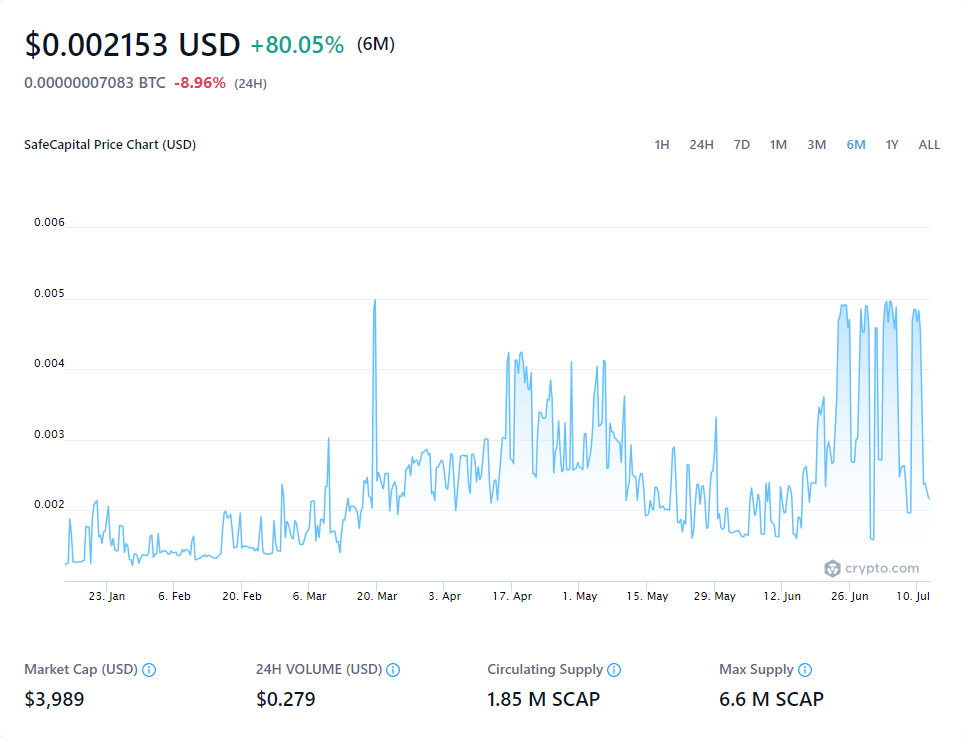 $0.002153 USD +80.05% (6M)
0.00000007083 BTC -8.96% (24H)
SafeCapital Price Chart (USD) 1H 24H 7D 1M 3M 6M 1Y ALL
0.006
0.005
0.004
0.003
0.002
crypto.com
23. Jan 6. Feb 20. Feb 6. Mar 20. Mar 3. Apr 17. Apr 1. May 15. May 29. May 12. Jun 26. Jun 10. Jul
Market Cap (USD) 24H VOLUME (USD) Circulating Supply Max Supply
$3,989 $0.279 1.85 M SCAP 6.6 M SCAP